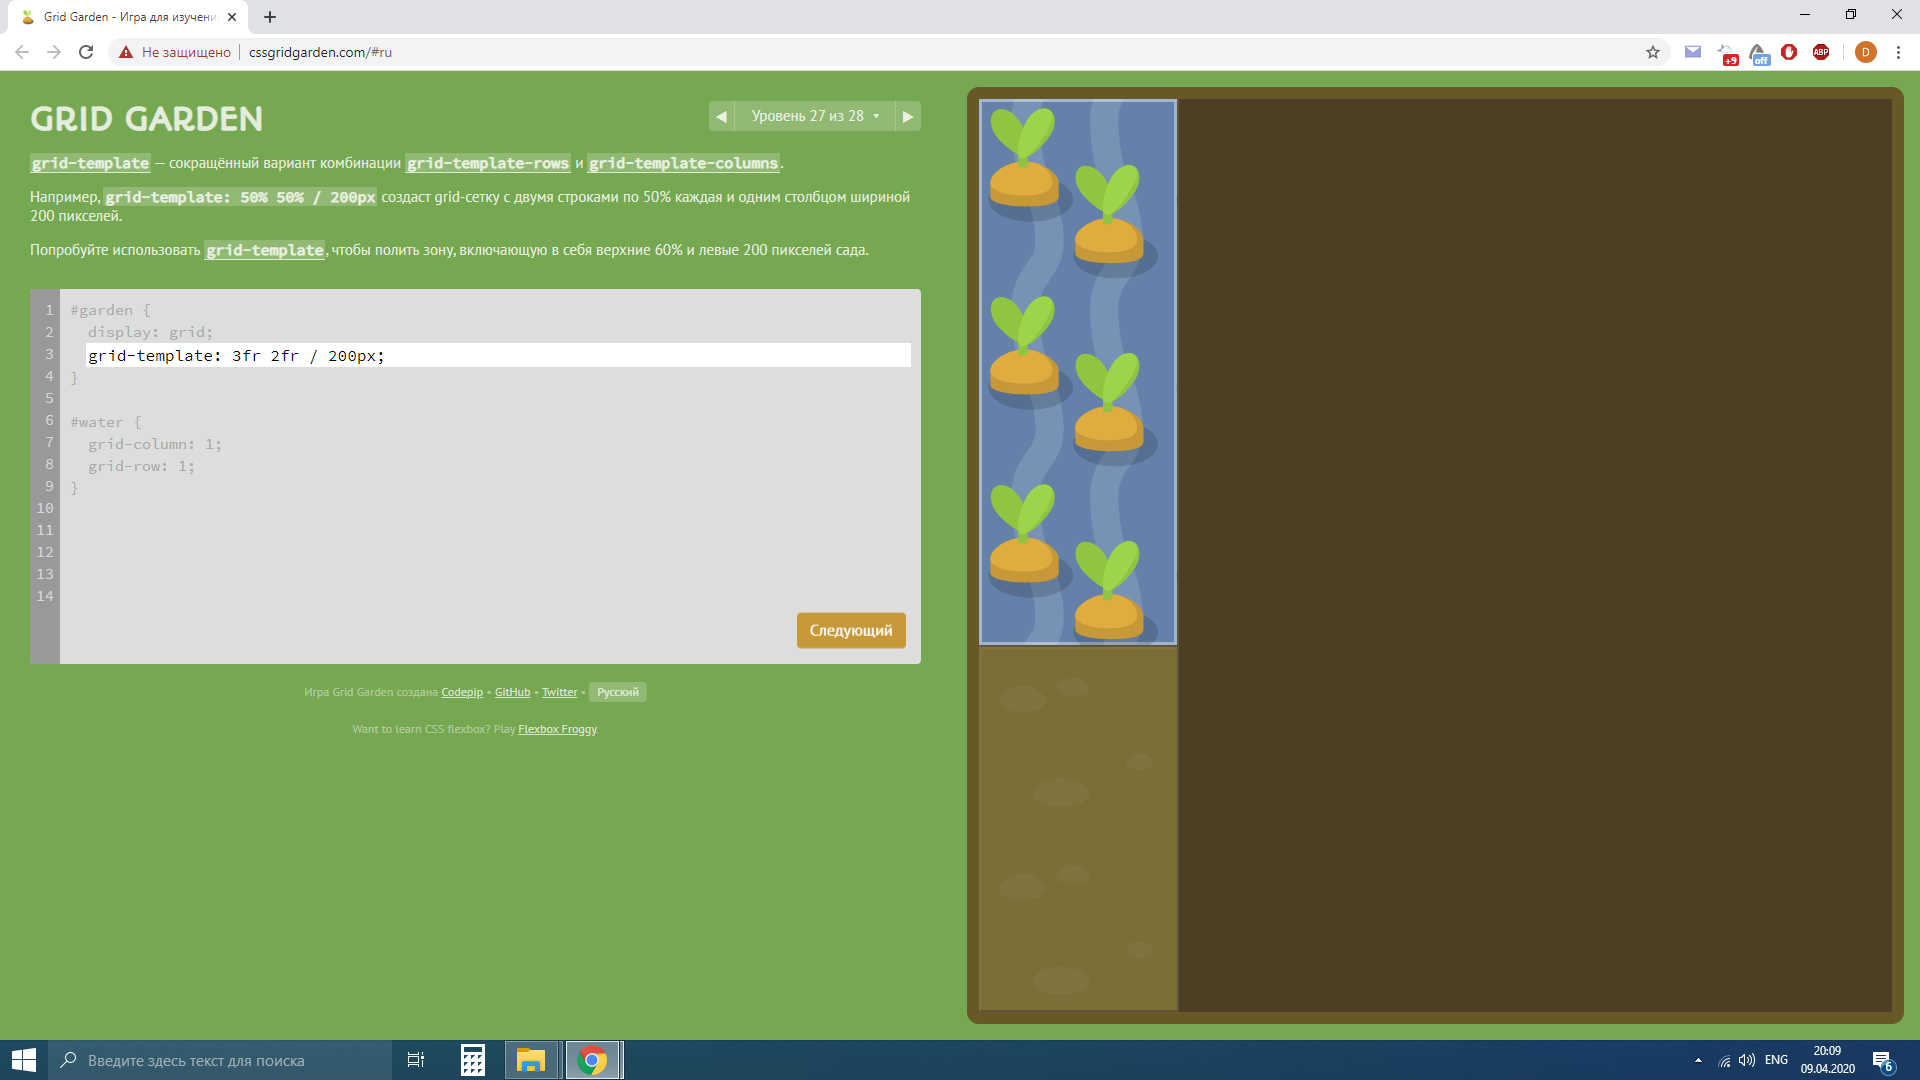 Grid Garden - Игра для изучени
Не защищено
cssgridgarden.com/#ru
+9
off
ABP
D
GRID GARDEN
Уровень 27 из 28
grid-template — сокращённый вариант комбинации grid-template-rows и grid-template-columns.
Например, grid-template: 50% 50% / 200px создаст grid-сетку с двумя строками по 50% каждая и одним столбцом шириной
200 пикселей.
Попробуйте использовать grid-template, чтобы полить зону, включающую в себя верхние 60% и левые 200 пикселей сада.
1 #garden {
2 display: grid;
3 grid-template: 3fr 2fr / 200px;
4 }
5
6 #water {
7 grid-column: 1;
8 grid-row: 1;
9 }
10
11
12
13
14
Следующий
Игра Grid Garden создана Codepip • GitHub • Twitter • Русский
Want to learn CSS flexbox? Play Flexbox Froggy.
Введите здесь текст для поиска
ENG
20:09
09.04.2020
6